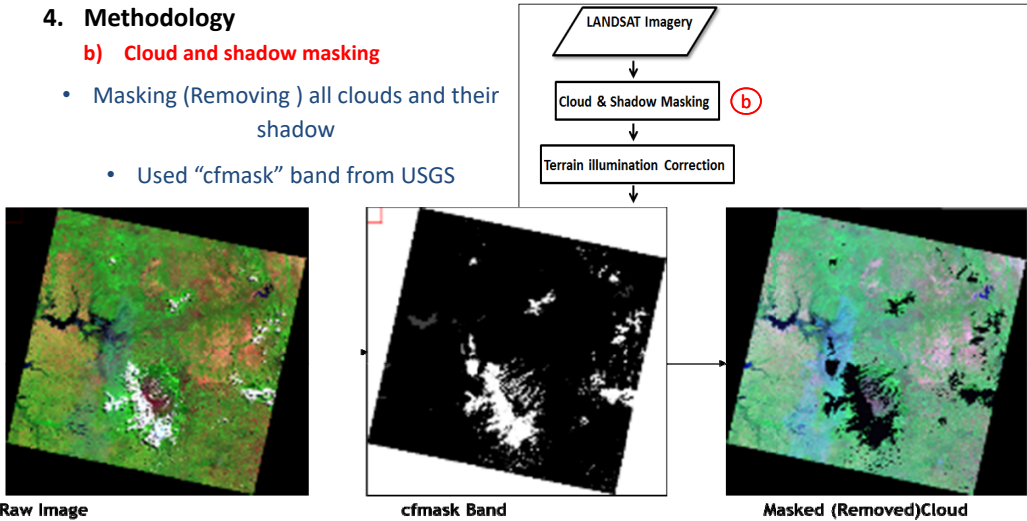 4. Methodology
b) Cloud and shadow masking
• Masking (Removing ) all clouds and their
shadow
• Used “cfmask” band from USGS
LANDSAT Imagery
Cloud & Shadow Masking
b
Terrain illumination Correction
Raw Image
cfmask Band
Masked (Removed)Cloud